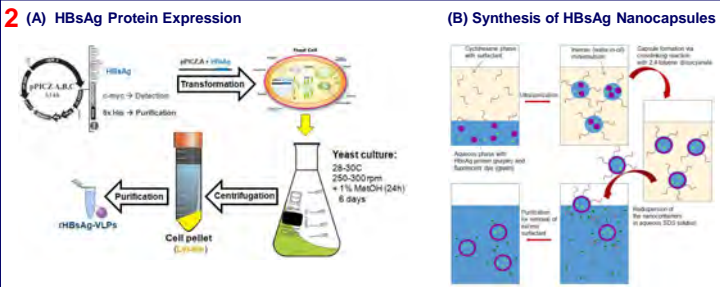 2 (A) HBsAg Protein Expression
(B) Synthesis of HBsAg Nanocapsules
pPICZ A,B,C
HBsAg
c-myc → Detection
6x His → Purification
pPICZ A + HBsAg
Transformation
Yeast Cell
Yeast culture:
28-30C
250-300rpm
+ 1% MetOH (24h)
6 days
Centrifugation
Purification
Cell pellet
rHBsAg-VLPs
Cyclohexane phase
with surfactant
Aqueous phase with
HBsAg protein (purple) and
fluorescent dye (green)
Ultrasonication
Inverse (water-in-oil)
miniemulsion
Capsule formation via
crosslinking reaction
with 2,4-toluene diisocyanate
Redispersion of
the nanocontainers
in aqueous SDS solution
Purification
for removal of
excess
surfactant